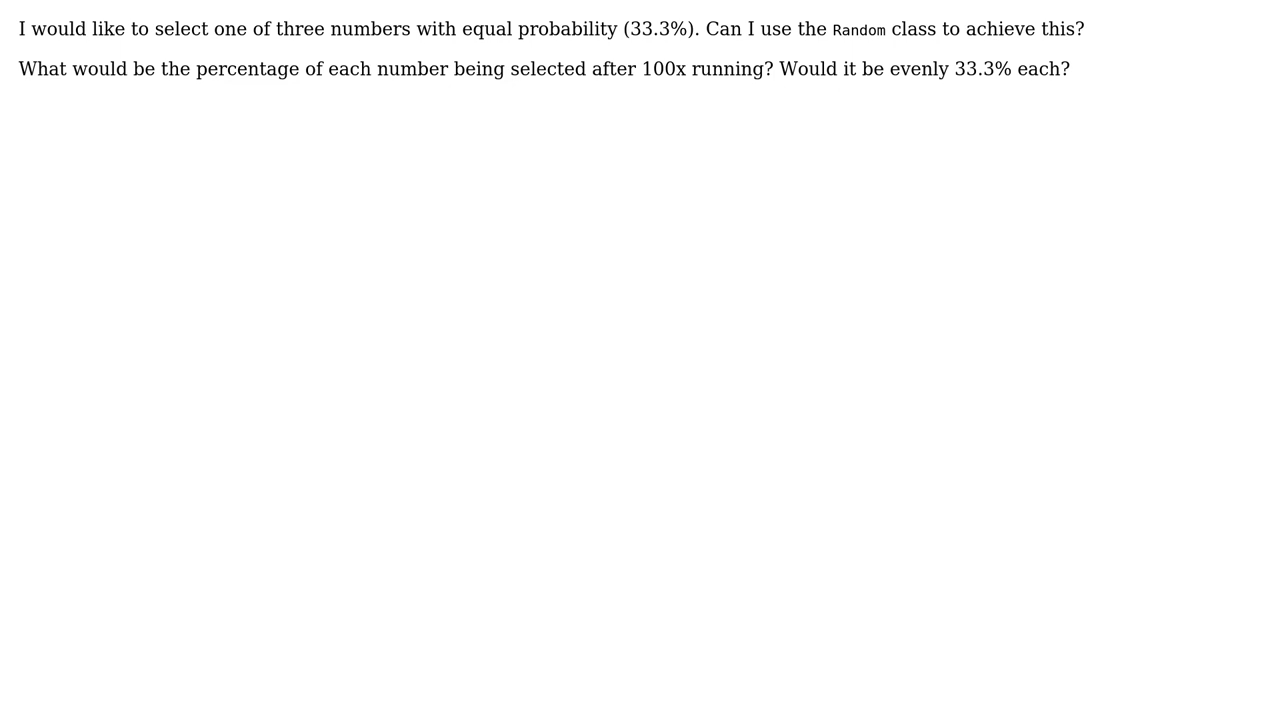 I would like to select one of three numbers with equal probability (33.3%). Can I use the Random class to achieve this?
What would be the percentage of each number being selected after 100x running? Would it be evenly 33.3% each?